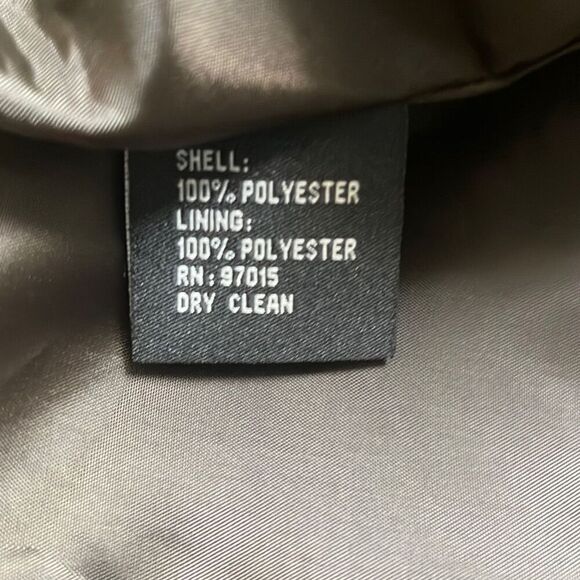 SHELL:
100% POLYESTER
LINING:
100% POLYESTER
RN: 97015
DRY CLEAN